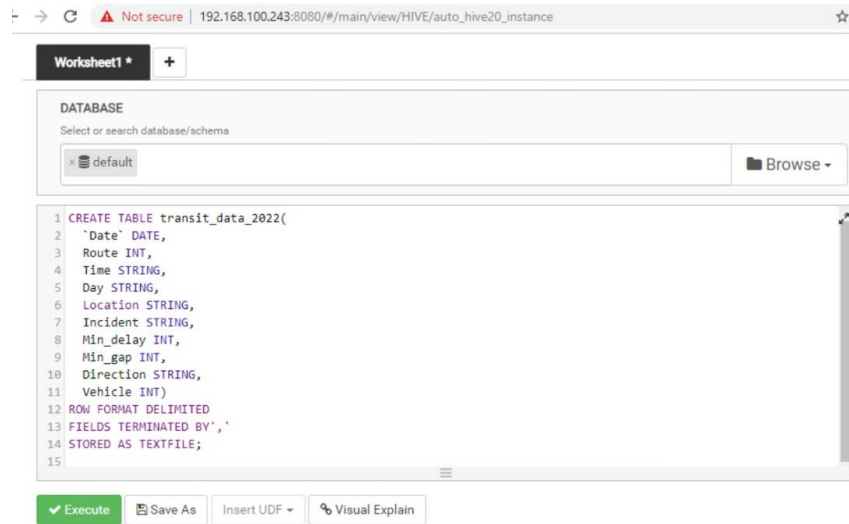 Not secure | 192.168.100.243:8080/#/main/view/HIVE/auto_hive20_instance
Worksheet1 * +
DATABASE
Select or search database/schema
× default Browse
1 CREATE TABLE transit_data_2022(
2 `Date` DATE,
3 Route INT,
4 Time STRING,
5 Day STRING,
6 Location STRING,
7 Incident STRING,
8 Min_delay INT,
9 Min_gap INT,
10 Direction STRING,
11 Vehicle INT)
12 ROW FORMAT DELIMITED
13 FIELDS TERMINATED BY','
14 STORED AS TEXTFILE;
15
Execute Save As Insert UDF Visual Explain